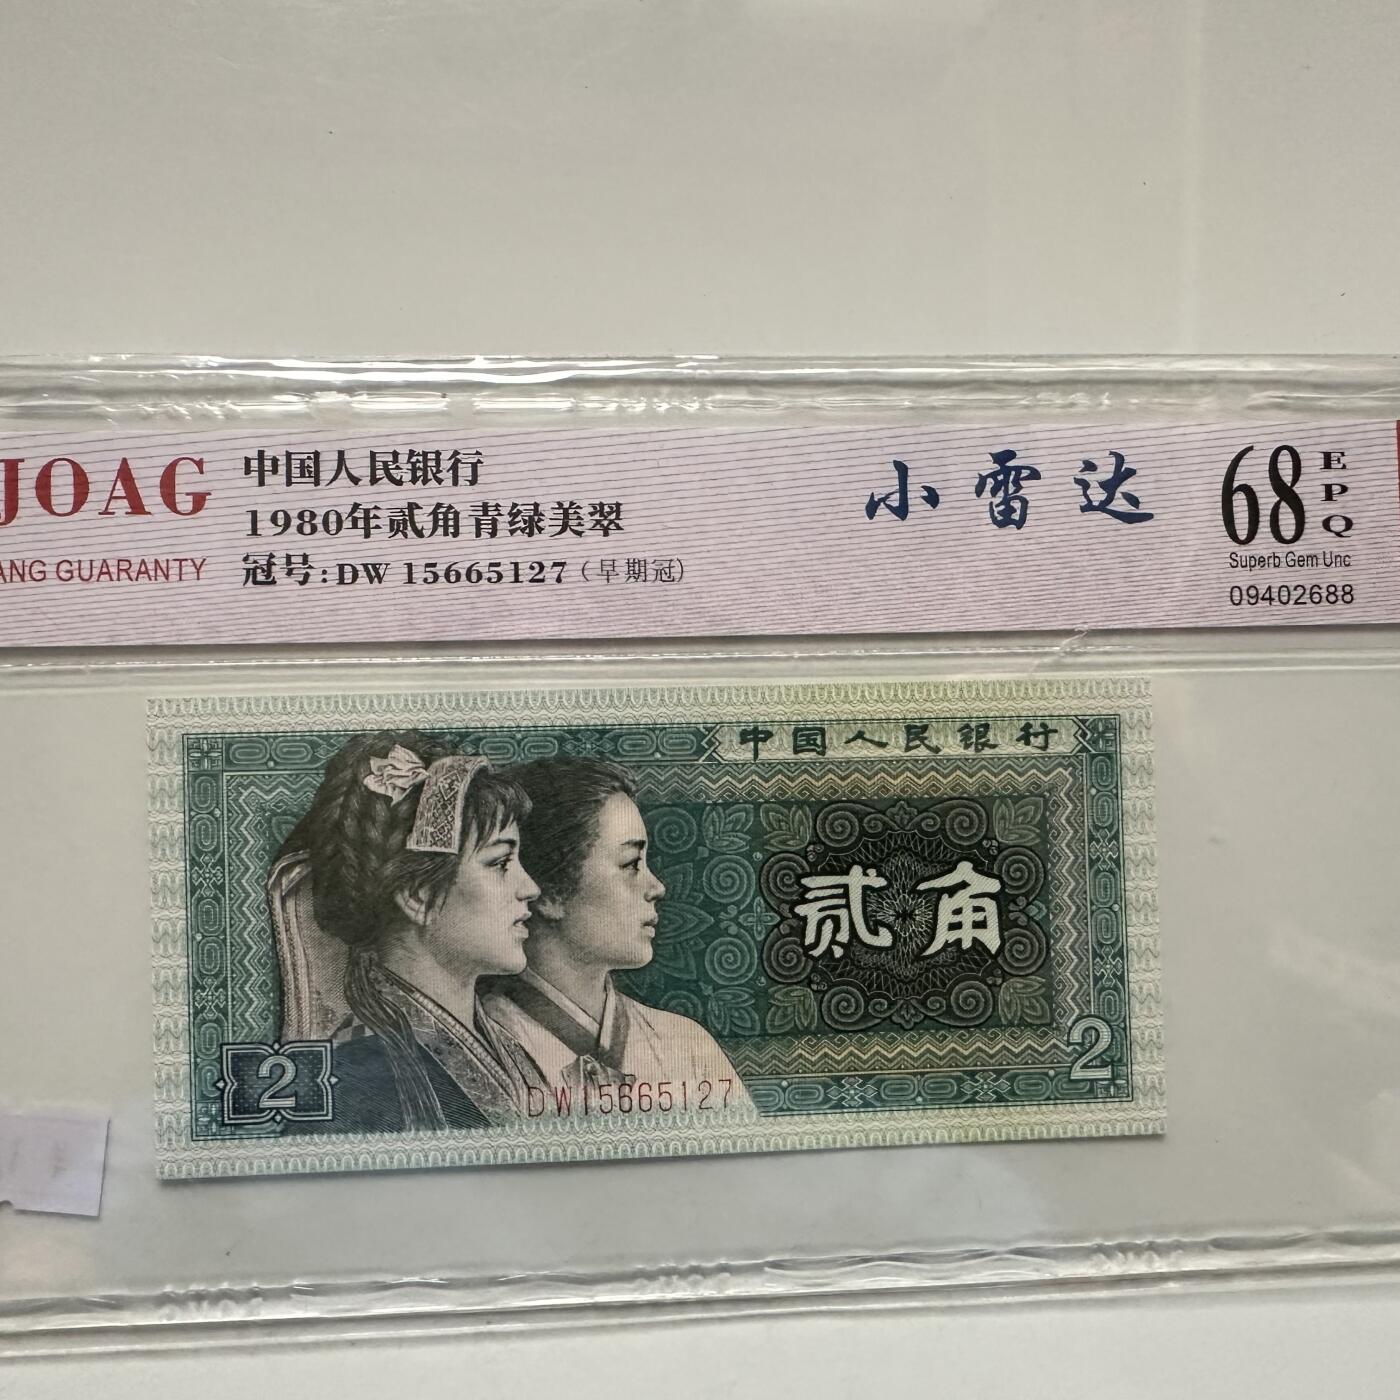 JOAG
ANG GUARANTY
中国人民银行
1980年贰角青绿美翠
冠号:DW 15665127（早期冠）
小雷达
68 EPQ
Superb Gem Unc
09402688
中国人民银行
贰角
2
2
DW15665127